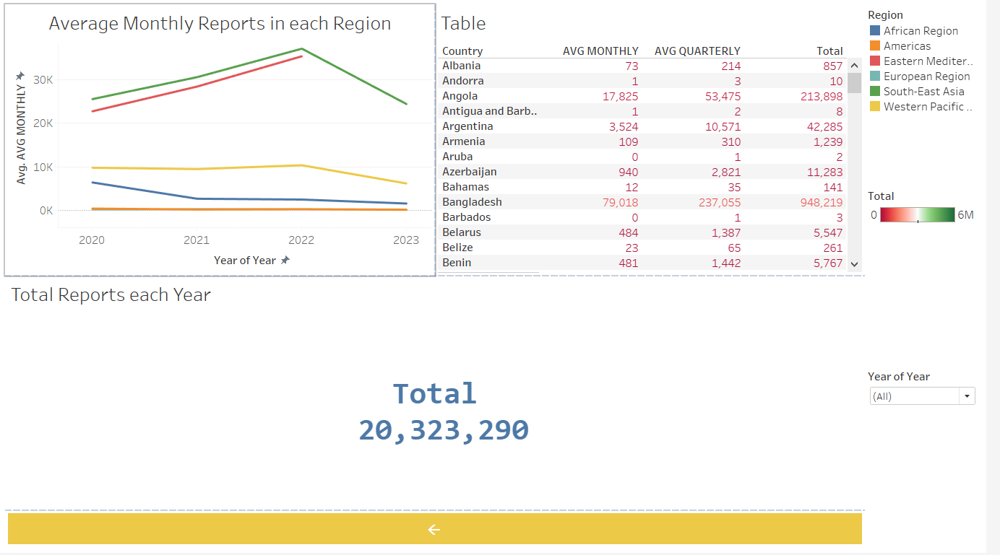 Average Monthly Reports in each Region
Avg. AVG MONTHLY
30K
20K
10K
0K
2020 2021 2022 2023
Year of Year
Table
Country AVG MONTHLY AVG QUARTERLY Total
Albania 73 214 857
Andorra 1 3 10
Angola 17,825 53,475 213,898
Antigua and Barb.. 1 2 8
Argentina 3,524 10,571 42,285
Armenia 109 310 1,239
Aruba 0 1 2
Azerbaijan 940 2,821 11,283
Bahamas 12 35 141
Bangladesh 79,018 237,055 948,219
Barbados 0 1 3
Belarus 484 1,387 5,547
Belize 23 65 261
Benin 481 1,442 5,767
Region
African Region
Americas
Eastern Mediter..
European Region
South-East Asia
Western Pacific ..
Total
0 6M
Total Reports each Year
Total
20,323,290
Year of Year
(All)